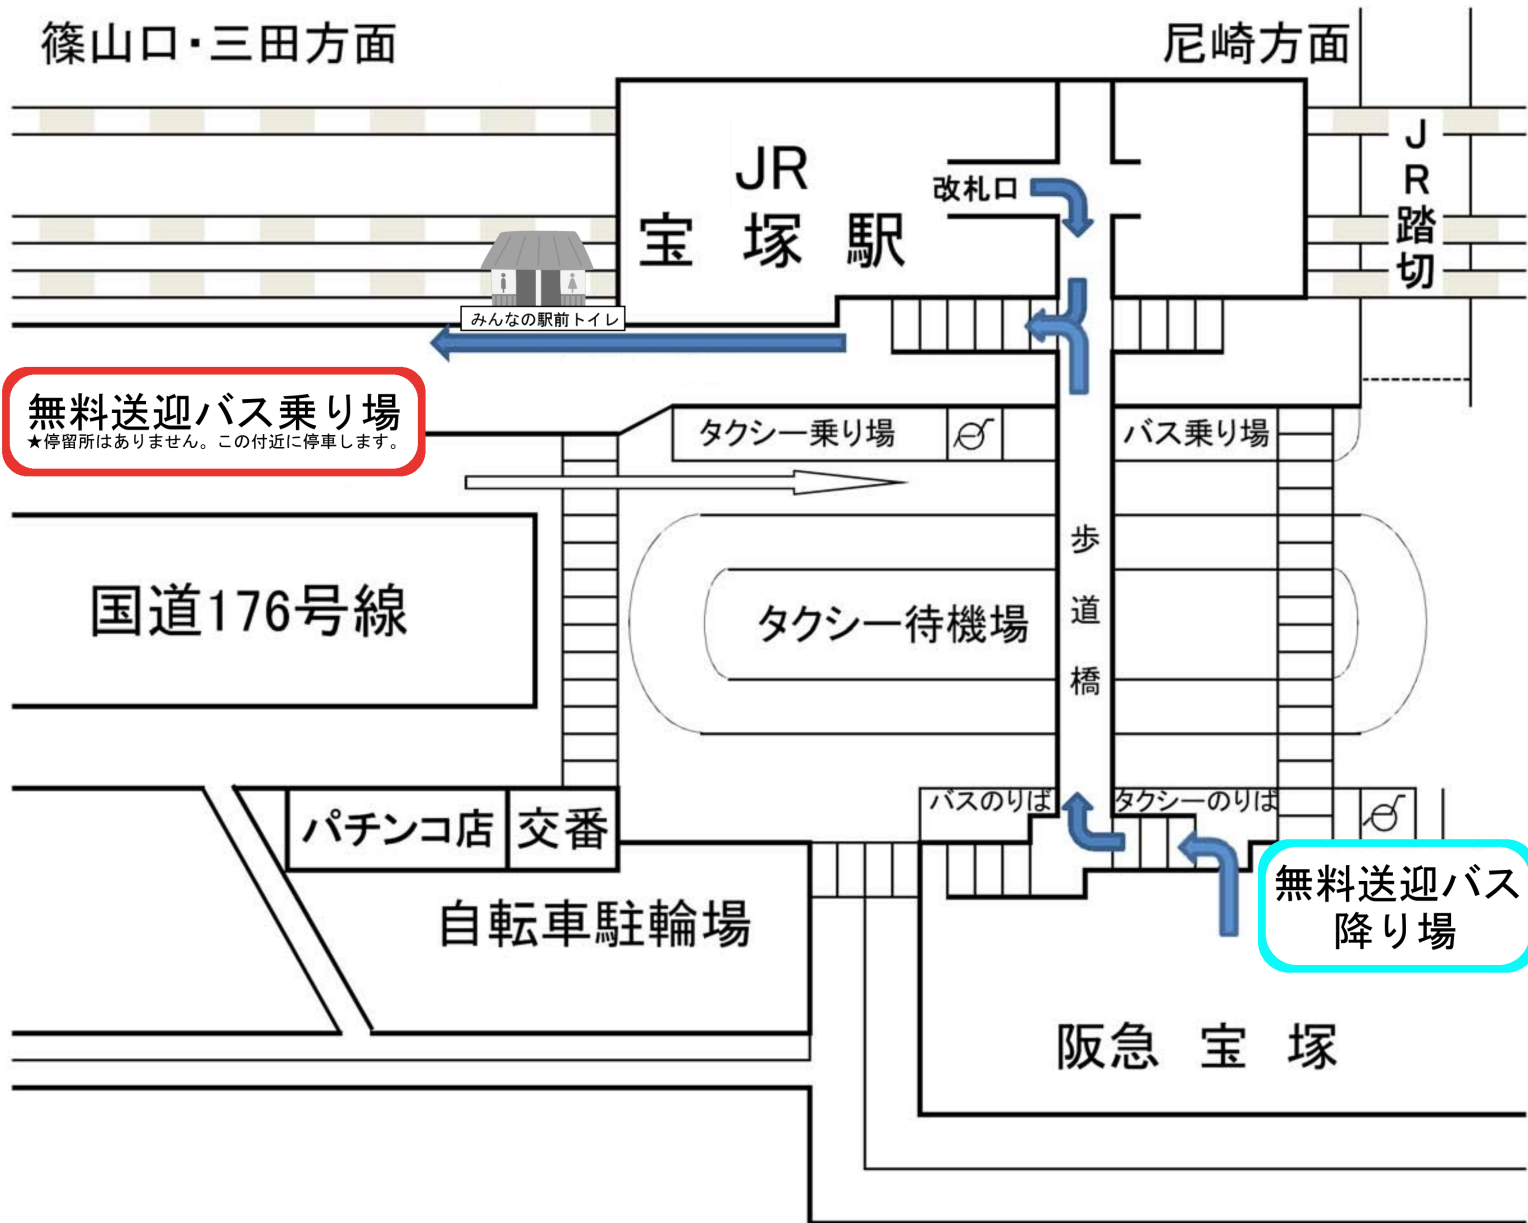 篠山口・三田方面
尼崎方面
JR
宝塚駅
改札口
JR踏切
みんなの駅前トイレ
無料送迎バス乗り場
★停留所はありません。この付近に停車します。
タクシー乗り場
バス乗り場
歩道橋
国道176号線
タクシー待機場
バスのりば
タクシーのりば
パチンコ店
交番
無料送迎バス
降り場
自転車駐輪場
阪急 宝塚